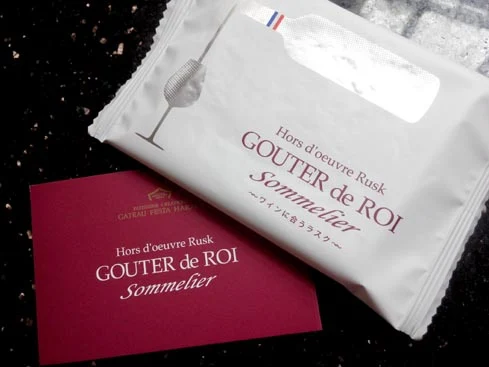 Hors d'oeuvre Rusk
GOUTER de ROI
Sommelier
~ワインに合うラスク~
GATEAU FESTA HARA
Hors d'oeuvre Rusk
GOUTER de ROI
Sommelier